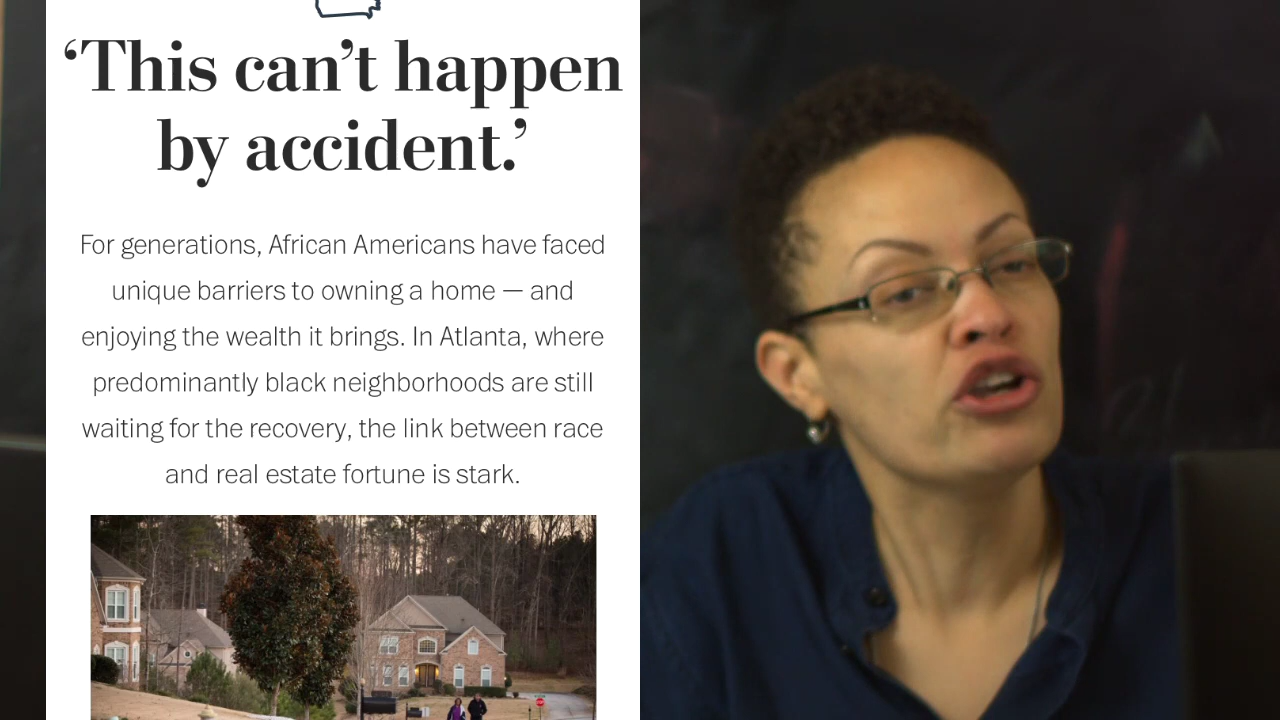 ‘This can’t happen
by accident.’
For generations, African Americans have faced
unique barriers to owning a home — and
enjoying the wealth it brings. In Atlanta, where
predominantly black neighborhoods are still
waiting for the recovery, the link between race
and real estate fortune is stark.